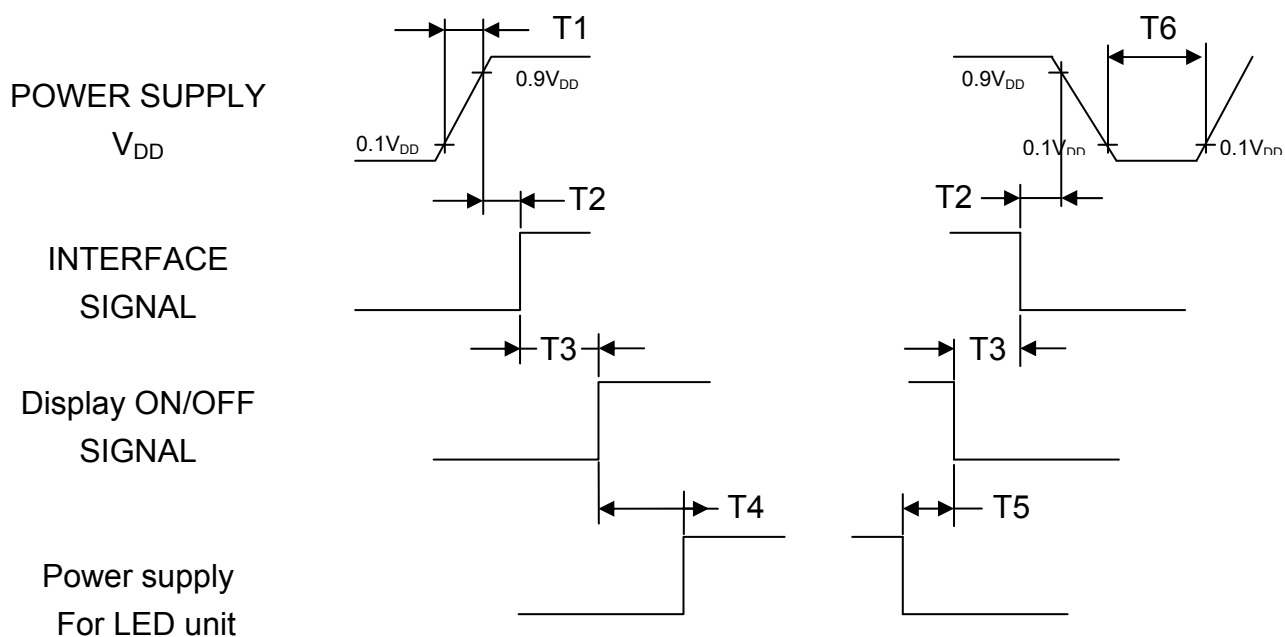 T1
T6
POWER SUPPLY
VDD
0.9VDD
0.9VDD
0.1VDD
0.1VDD
0.1VDD
T2
T2
INTERFACE
SIGNAL
T3
T3
Display ON/OFF
SIGNAL
T4
T5
Power supply
For LED unit